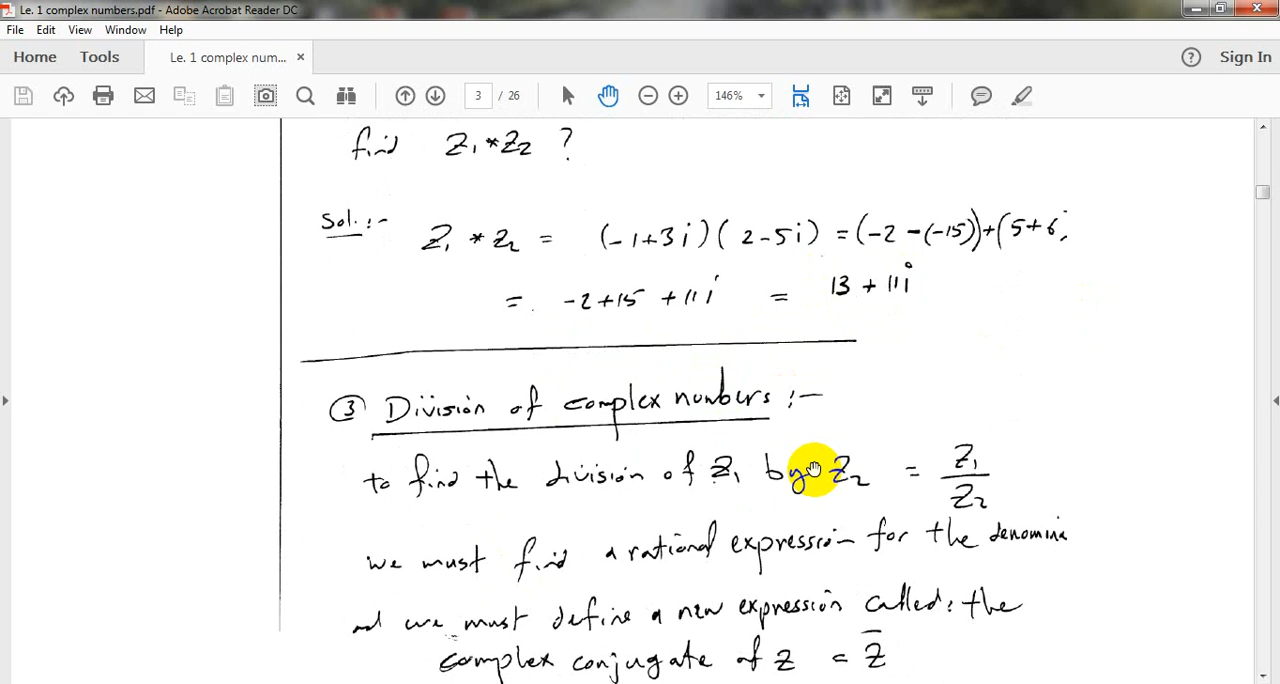 Le. 1 complex numbers.pdf - Adobe Acrobat Reader DC
File Edit View Window Help
Home Tools Le. 1 complex num... × ? Sign In
3 / 26 146%
find Z₁ * Z₂ ?
Sol. :- Z₁ * Z₂ = (-1+3i)(2-5i) = (-2-(-15))+(5+6i
= -2+15 +11i = 13 + 11i
③ Division of complex numbers :-
to find the division of Z₁ by Z₂ = Z₁/Z₂
we must find a rational expression for the denomina
and we must define a new expression called: the
complex conjugate of Z = Z̅